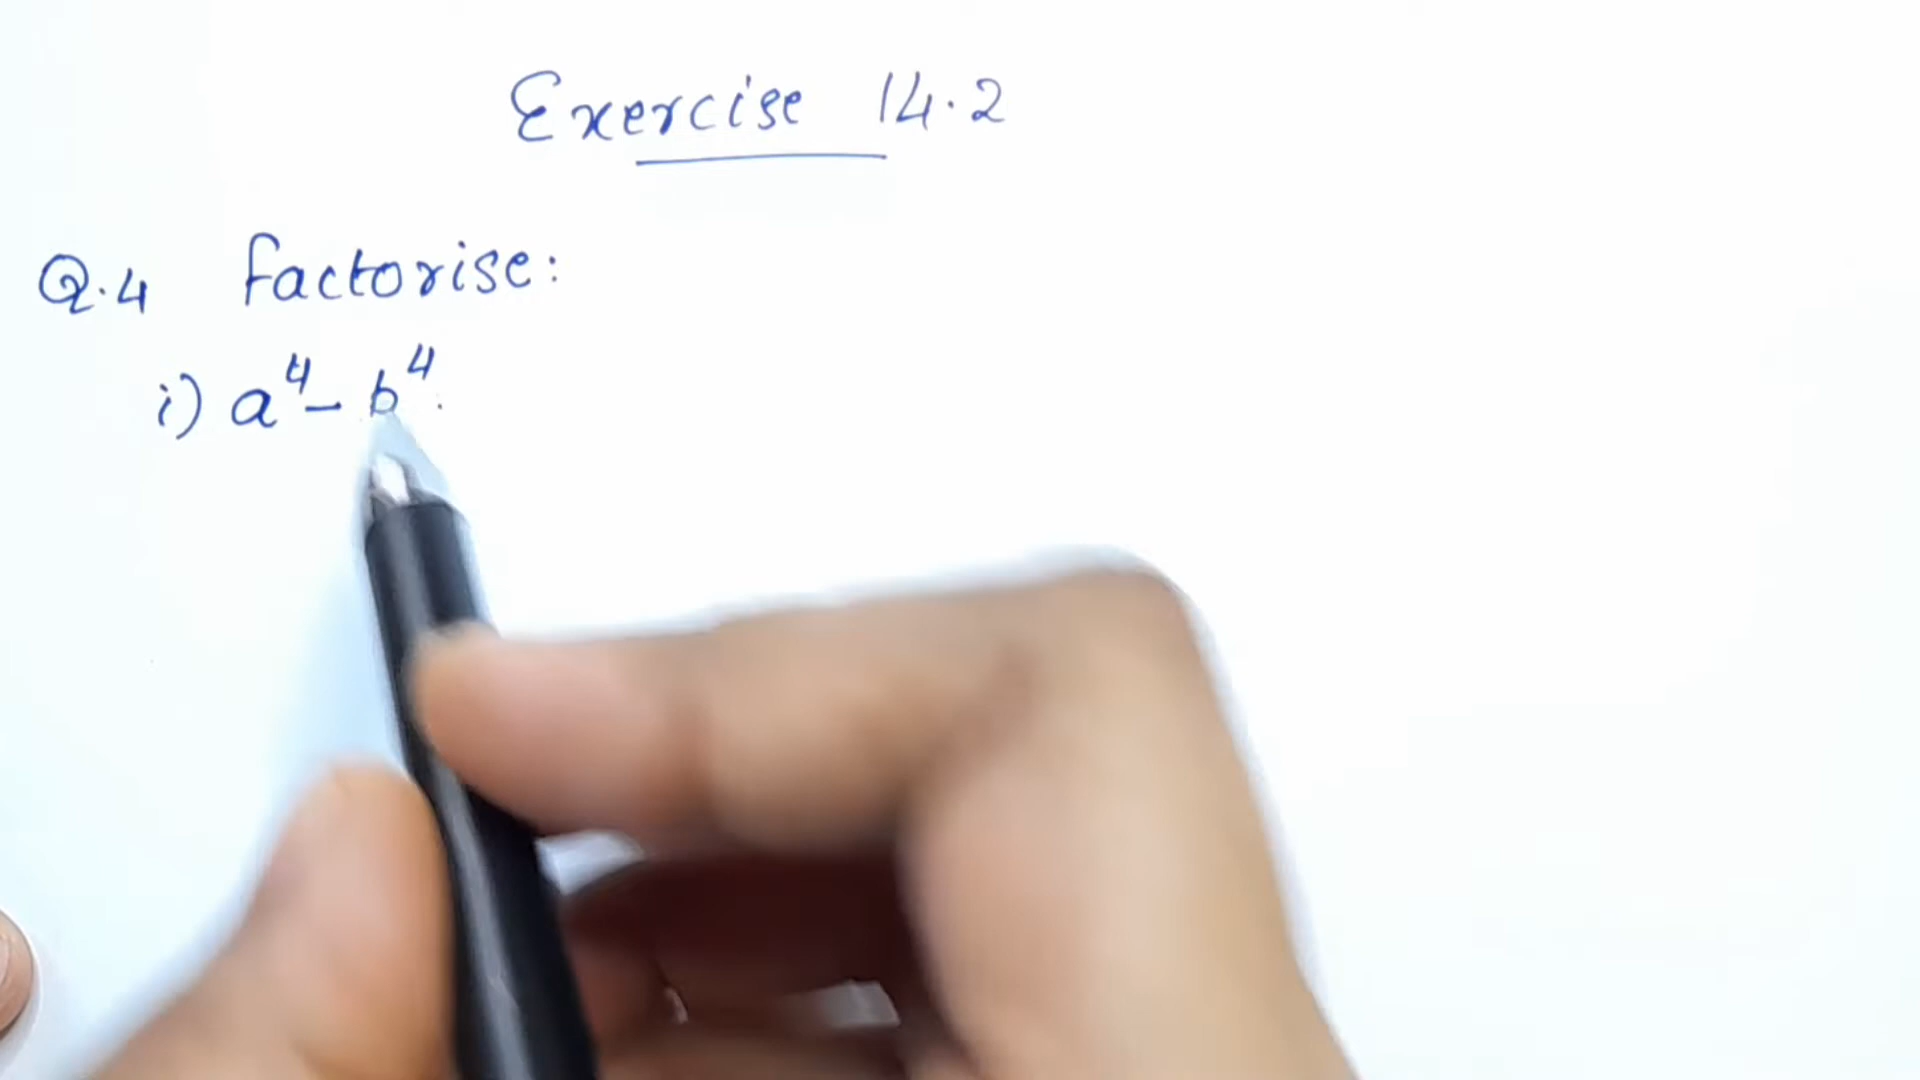 Exercise 14.2
Q.4 factorise:
i) a⁴ - b⁴.